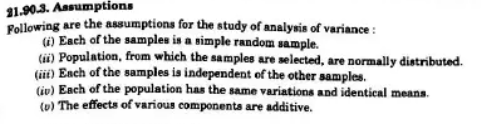 21.90.3. Assumptions
Following are the assumptions for the study of analysis of variance :
(i) Each of the samples is a simple random sample.
(ii) Population, from which the samples are selected, are normally distributed.
(iii) Each of the samples is independent of the other samples.
(iv) Each of the population has the same variations and identical means.
(v) The effects of various components are additive.